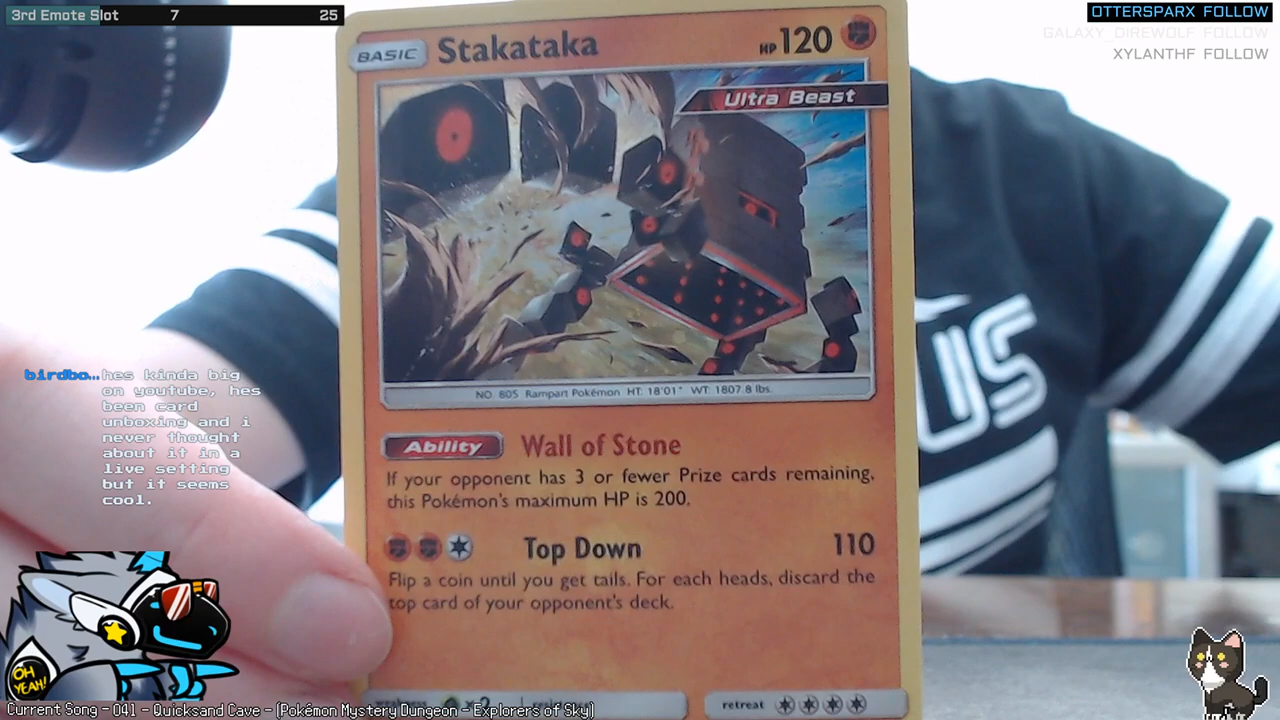 3rd Emote Slot 7 25
OTTERSPARX FOLLOW
GALAXY DIREWOLF FOLLOW
XYLANTHF FOLLOW
BASIC Stakataka HP 120
Ultra Beast
NO. 805 Rampart Pokémon HT: 18'01" WT: 1807.8 lbs.
Ability Wall of Stone
If your opponent has 3 or fewer Prize cards remaining,
this Pokémon's maximum HP is 200.
Top Down 110
Flip a coin until you get tails. For each heads, discard the
top card of your opponent's deck.
×2
retreat
US
birdbo... hes kinda big
on youtube, hes
been card
unboxing and i
never thought
about it in a
live setting
but it seems
cool.
OH
YEAH!
Current Song - 041 - Quicksand Cave - (Pokémon Mystery Dungeon - Explorers of Sky)